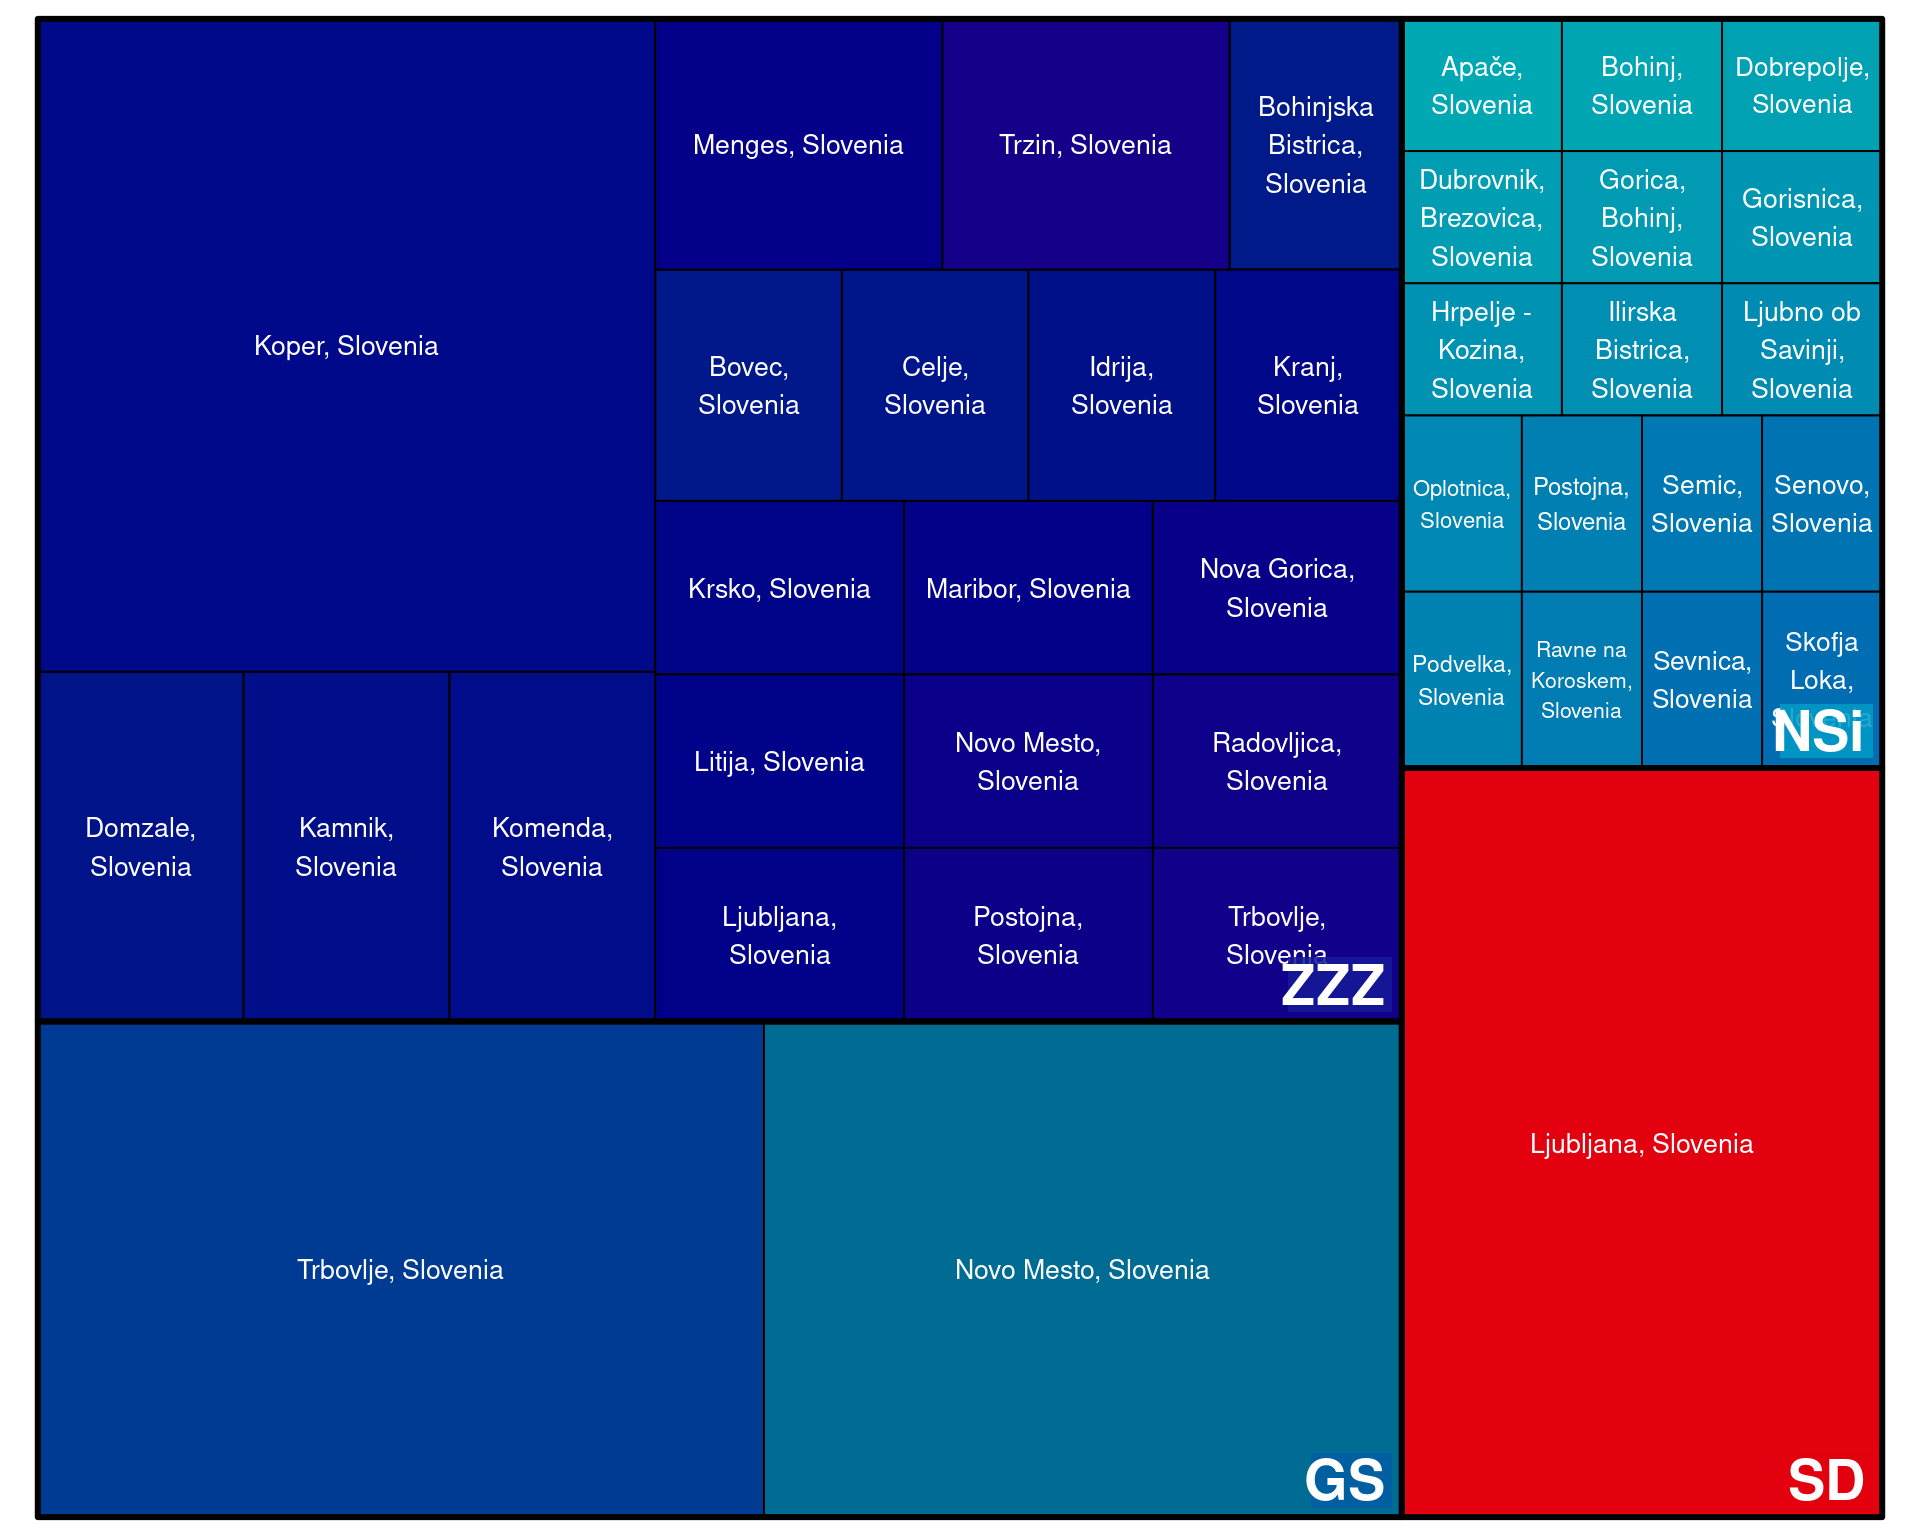 Koper, Slovenia
Domzale,
Slovenia
Kamnik,
Slovenia
Komenda,
Slovenia
Menges, Slovenia
Trzin, Slovenia
Bohinjska
Bistrica,
Slovenia
Bovec,
Slovenia
Celje,
Slovenia
Idrija,
Slovenia
Kranj,
Slovenia
Krsko, Slovenia
Maribor, Slovenia
Nova Gorica,
Slovenia
Litija, Slovenia
Novo Mesto,
Slovenia
Radovljica,
Slovenia
Ljubljana,
Slovenia
Postojna,
Slovenia
Trbovlje,
Slovenia
ZZZ
Trbovlje, Slovenia
Novo Mesto, Slovenia
GS
Apače,
Slovenia
Bohinj,
Slovenia
Dobrepolje,
Slovenia
Dubrovnik,
Brezovica,
Slovenia
Gorica,
Bohinj,
Slovenia
Gorisnica,
Slovenia
Hrpelje -
Kozina,
Slovenia
Ilirska
Bistrica,
Slovenia
Ljubno ob
Savinji,
Slovenia
Oplotnica,
Slovenia
Postojna,
Slovenia
Semic,
Slovenia
Senovo,
Slovenia
Podvelka,
Slovenia
Ravne na
Koroskem,
Slovenia
Sevnica,
Slovenia
Skofja
Loka,
Slovenia
NSi
Ljubljana, Slovenia
SD